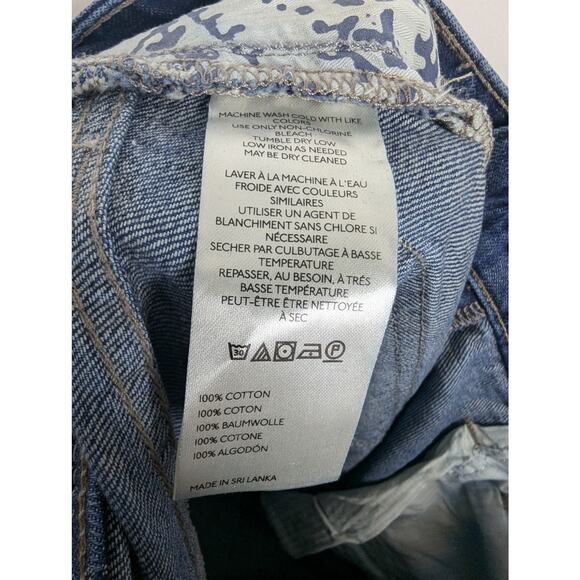 MACHINE WASH COLD WITH LIKE
COLORS
USE ONLY NON-CHLORINE
BLEACH
TUMBLE DRY LOW
LOW IRON AS NEEDED
MAY BE DRY CLEANED
LAVER À LA MACHINE À L'EAU
FROIDE AVEC COULEURS
SIMILAIRES
UTILISER UN AGENT DE
BLANCHIMENT SANS CHLORE SI
NÉCESSAIRE
SECHER PAR CULBUTAGE À BASSE
TEMPERATURE
REPASSER, AU BESOIN, À TRÉS
BASSE TEMPÉRATURE
PEUT-ÊTRE ÊTRE NETTOYÉE
À SEC
30 P
100% COTTON
100% COTON
100% BAUMWOLLE
100% COTONE
100% ALGODÓN
MADE IN SRI LANKA